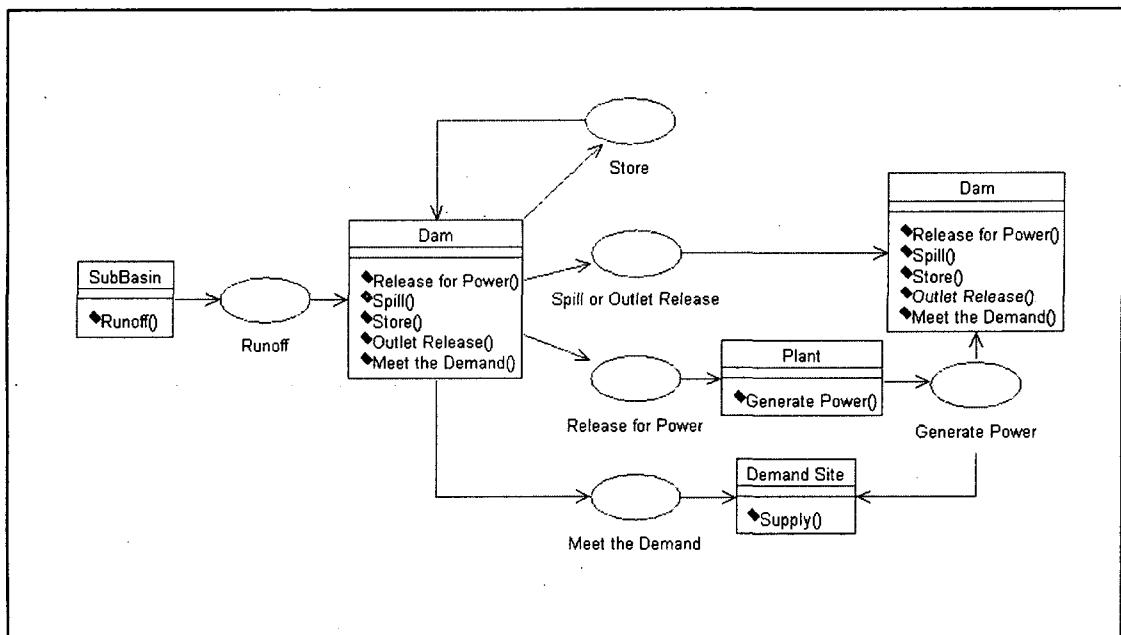 Store
Dam
Release for Power()
Spill()
Store()
Outlet Release()
Meet the Demand()
SubBasin
Runoff()
Runoff
Dam
Release for Power()
Spill()
Store()
Outlet Release()
Meet the Demand()
Spill or Outlet Release
Plant
Generate Power()
Release for Power
Generate Power
Demand Site
Supply()
Meet the Demand